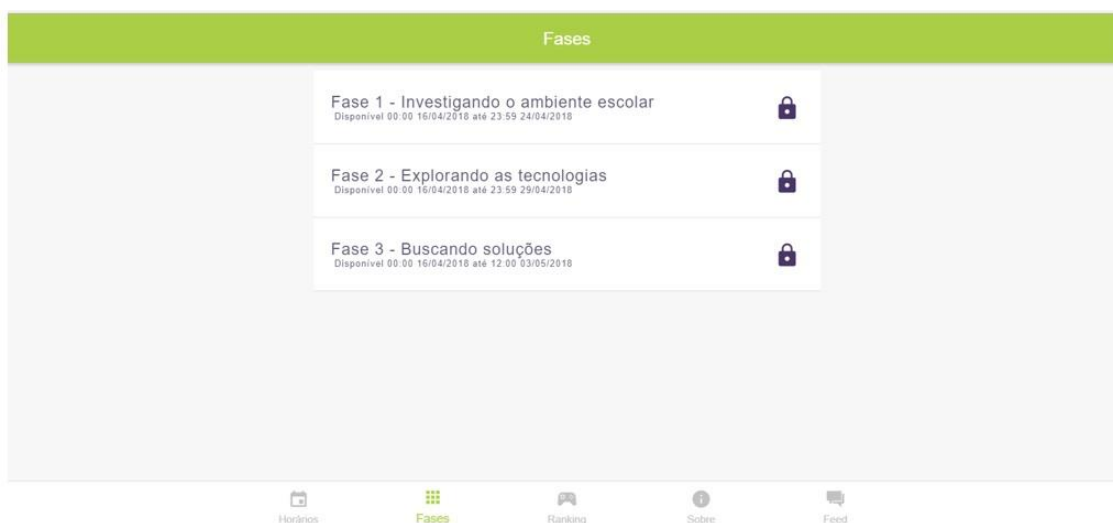 Fases
Fase 1 - Investigando o ambiente escolar
Disponível 00:00 16/04/2018 até 23:59 24/04/2018
Fase 2 - Explorando as tecnologias
Disponível 00:00 16/04/2018 até 23:59 29/04/2018
Fase 3 - Buscando soluções
Disponível 00:00 16/04/2018 até 12:00 03/05/2018
Horários Fases Ranking Sobre Feed